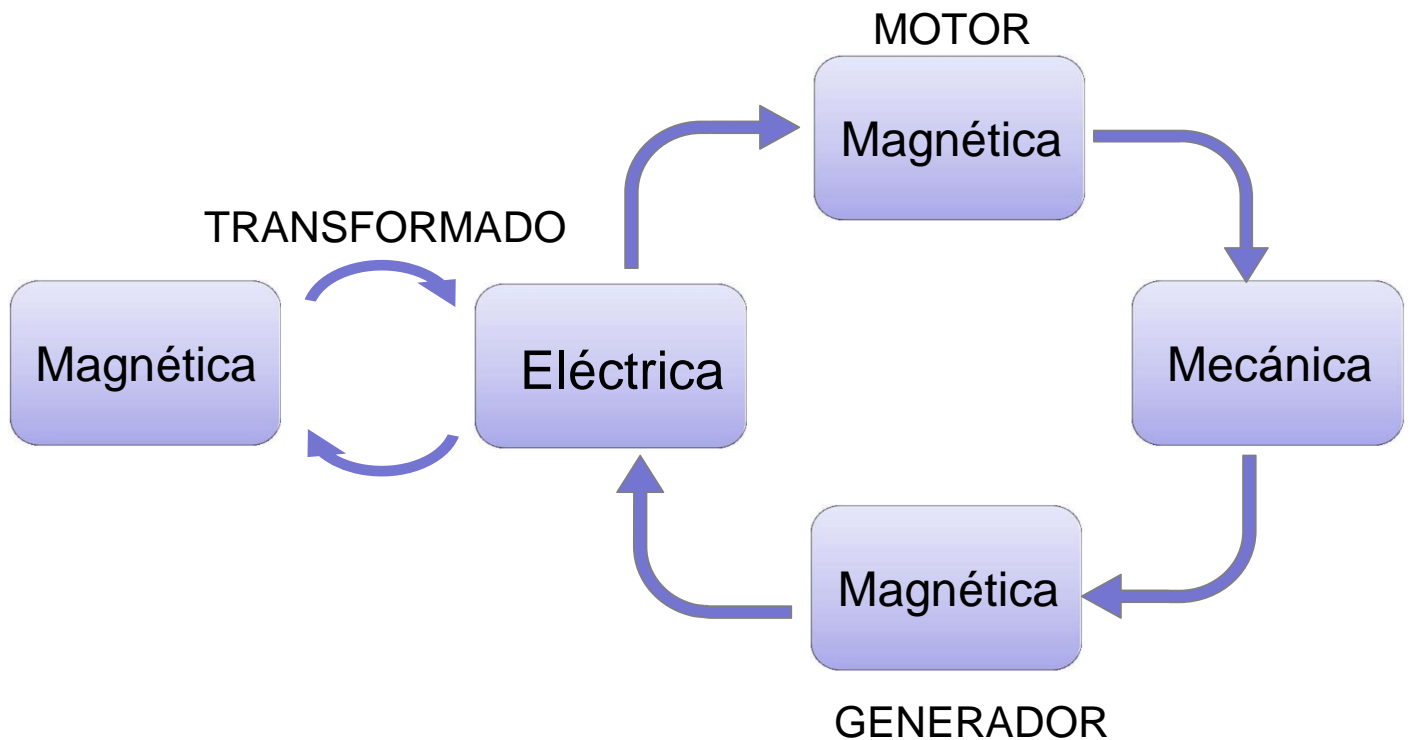 MOTOR
Magnética
TRANSFORMADO
Magnética
Eléctrica
Mecánica
Magnética
GENERADOR